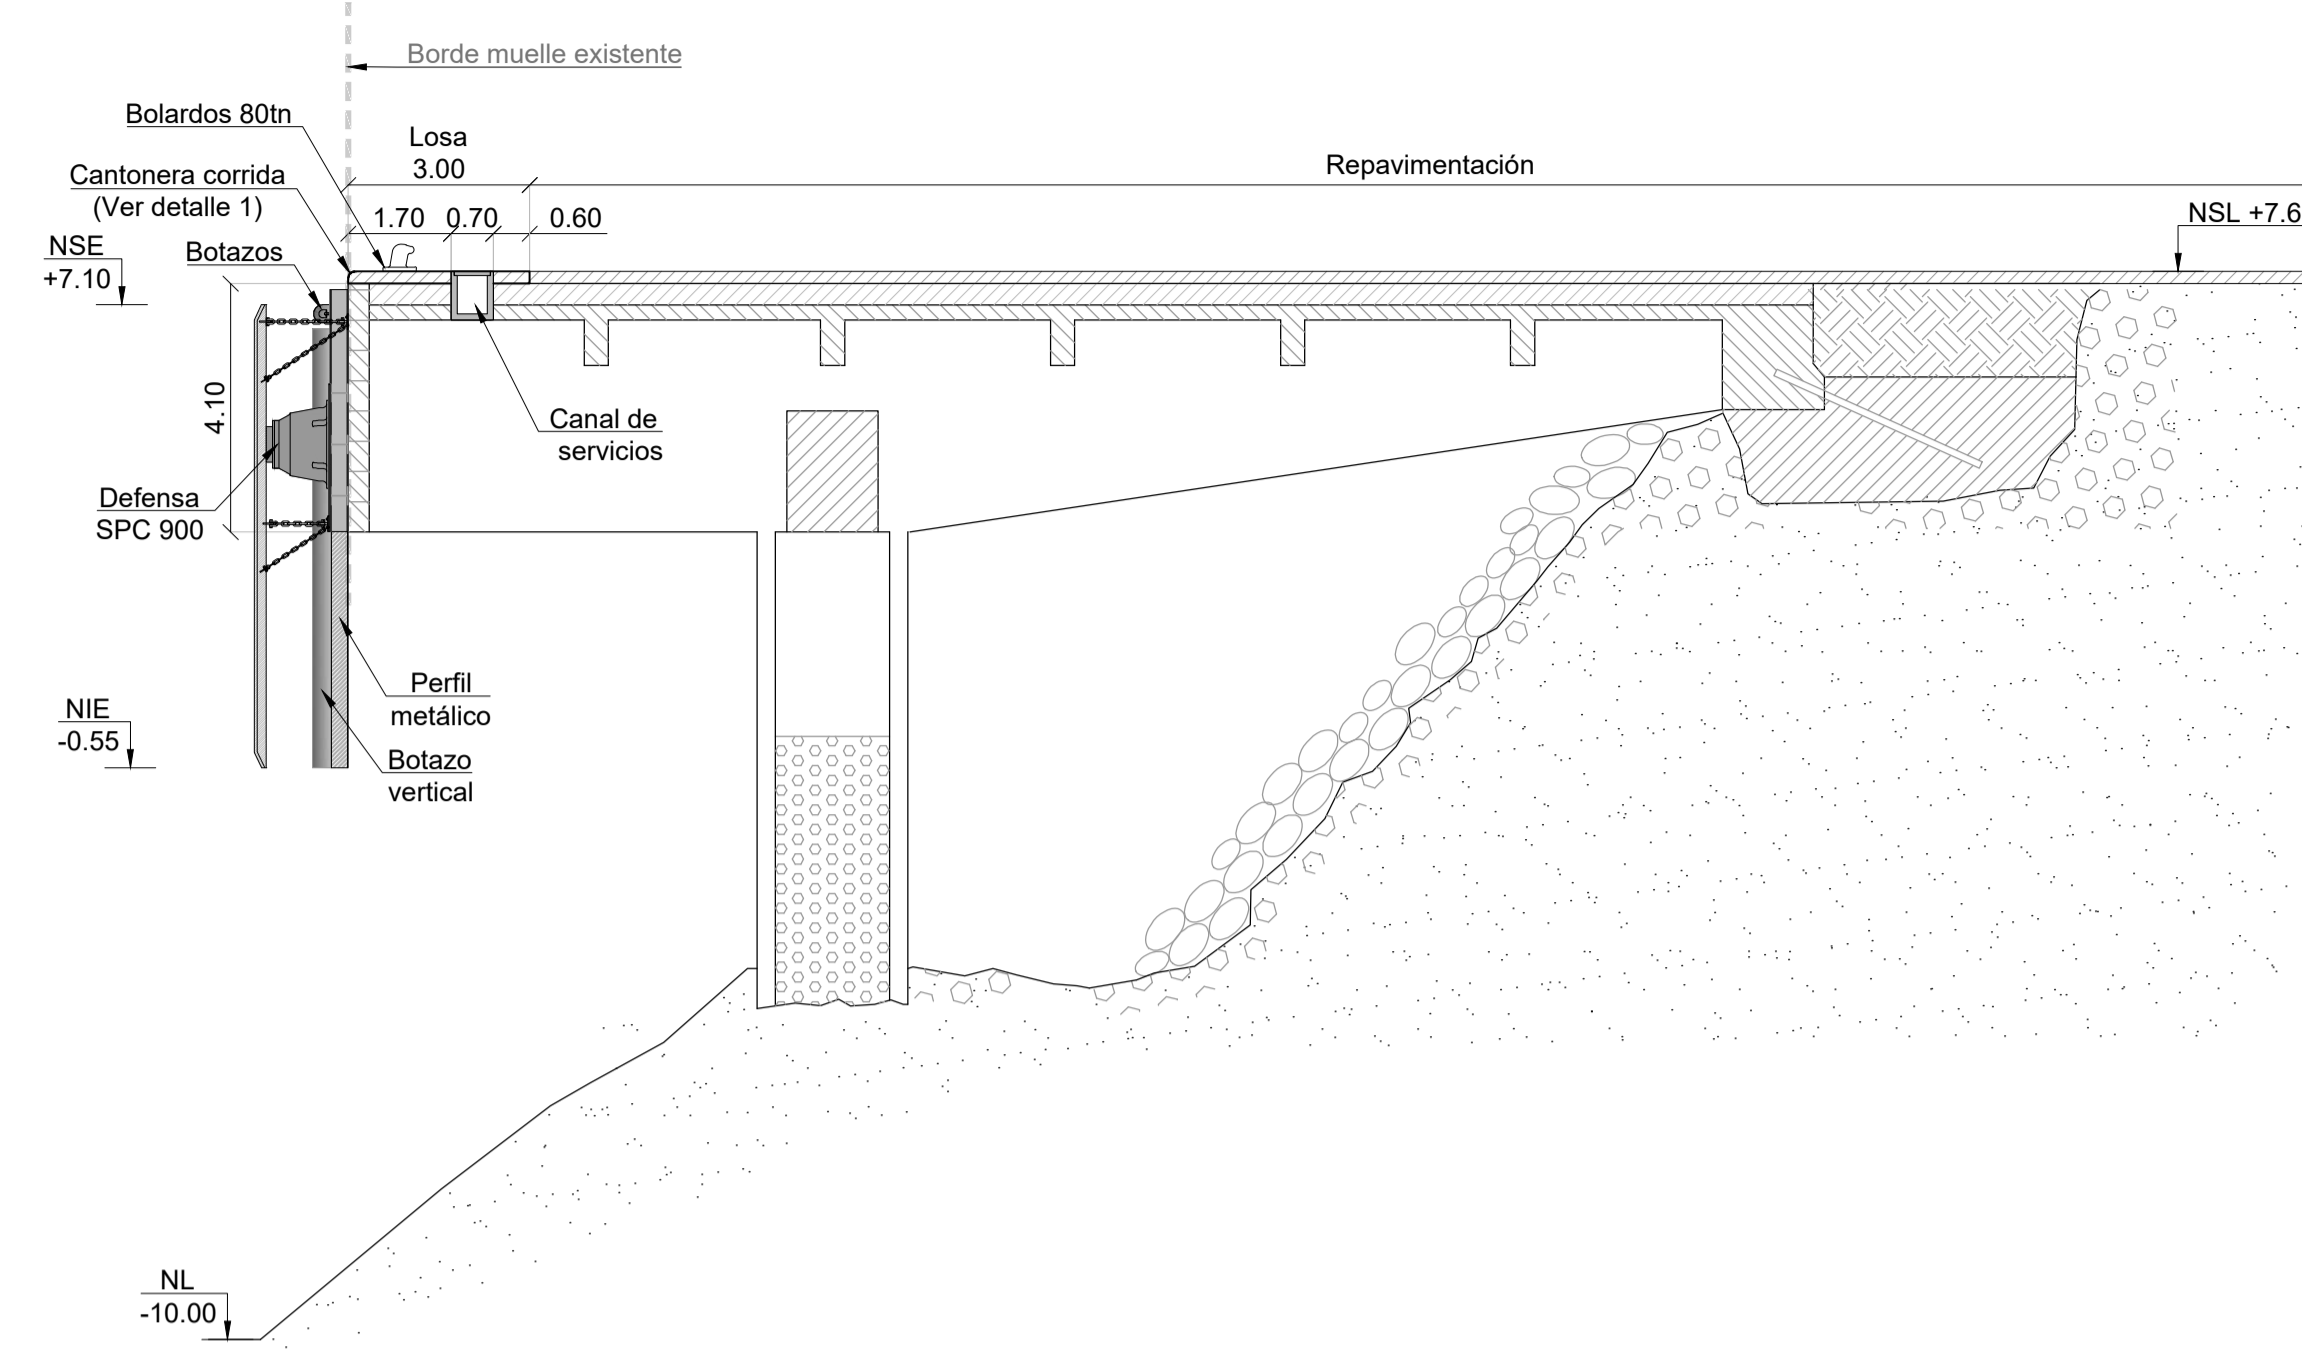 Borde muelle existente
Bolardos 80tn
Losa
3.00
Repavimentación
Cantonera corrida
(Ver detalle 1)
1.70 0.70 0.60
NSL +7.6
NSE
+7.10
Botazos
4.10
Canal de
servicios
Defensa
SPC 900
Perfil
metálico
NIE
-0.55
Botazo
vertical
NL
-10.00